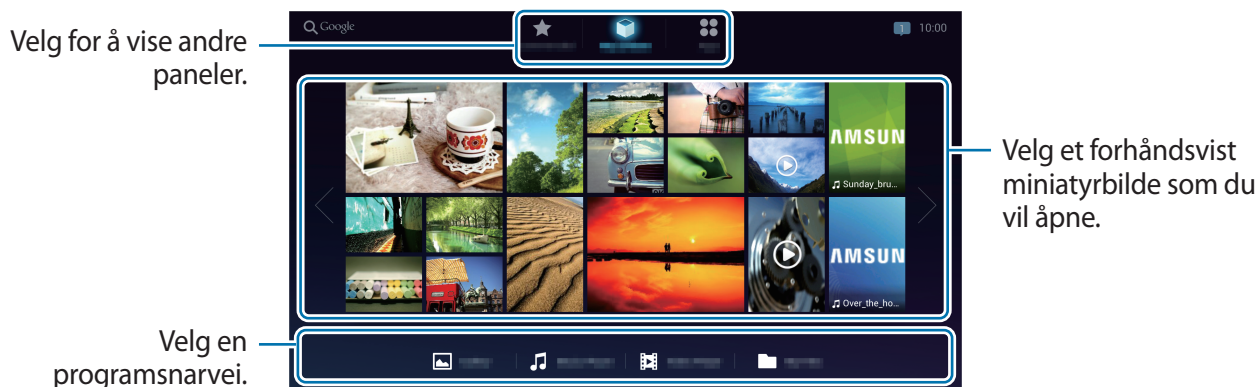 Google
1
10:00
Velg for å vise andre
paneler.
AMSUN
Sunday_bru...
AMSUN
Over_the_ho...
Velg et forhåndsvist
miniatyrbilde som du
vil åpne.
Velg en
programsnarvei.